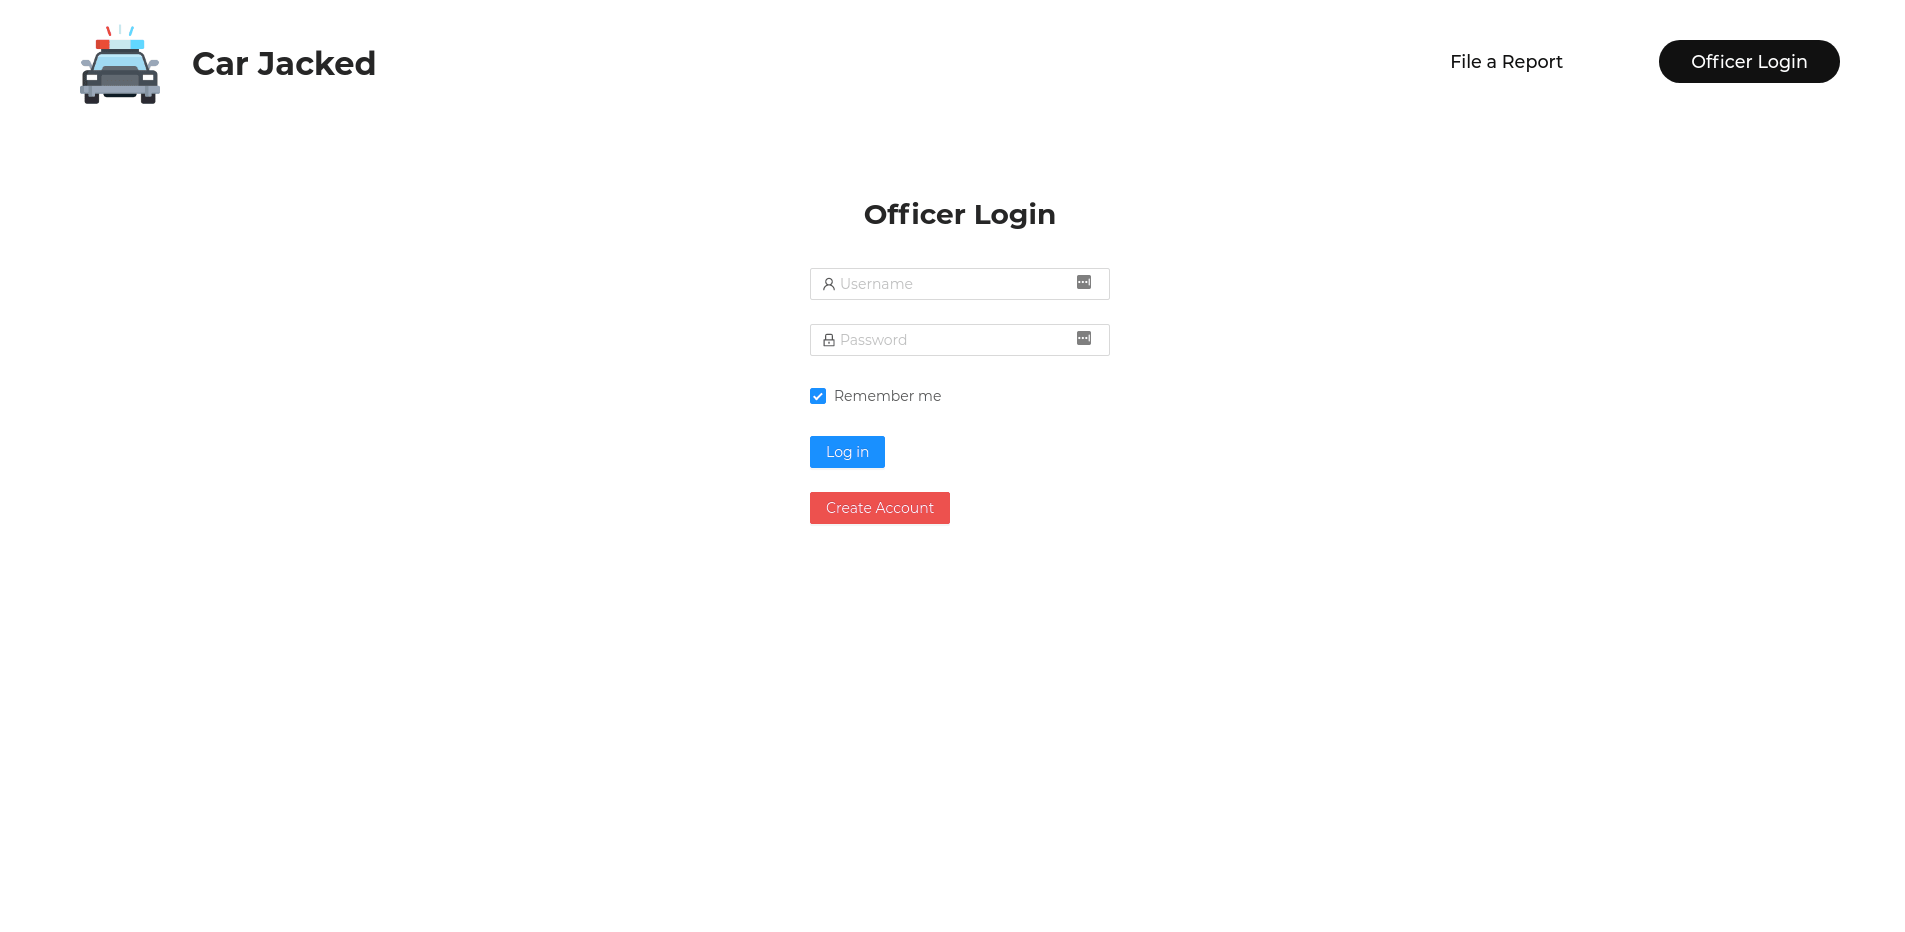 Car Jacked
File a Report
Officer Login
Officer Login
Username
Password
Remember me
Log in
Create Account